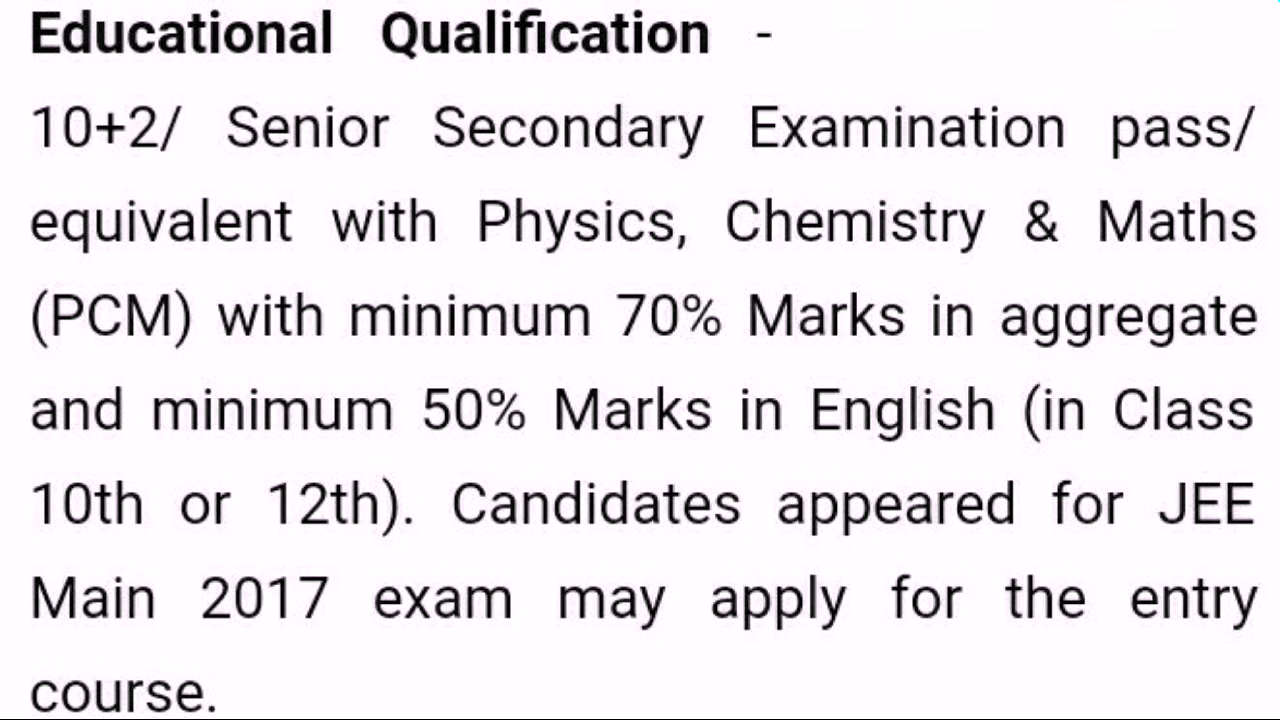 Educational Qualification -
10+2/ Senior Secondary Examination pass/
equivalent with Physics, Chemistry & Maths
(PCM) with minimum 70% Marks in aggregate
and minimum 50% Marks in English (in Class
10th or 12th). Candidates appeared for JEE
Main 2017 exam may apply for the entry
course.